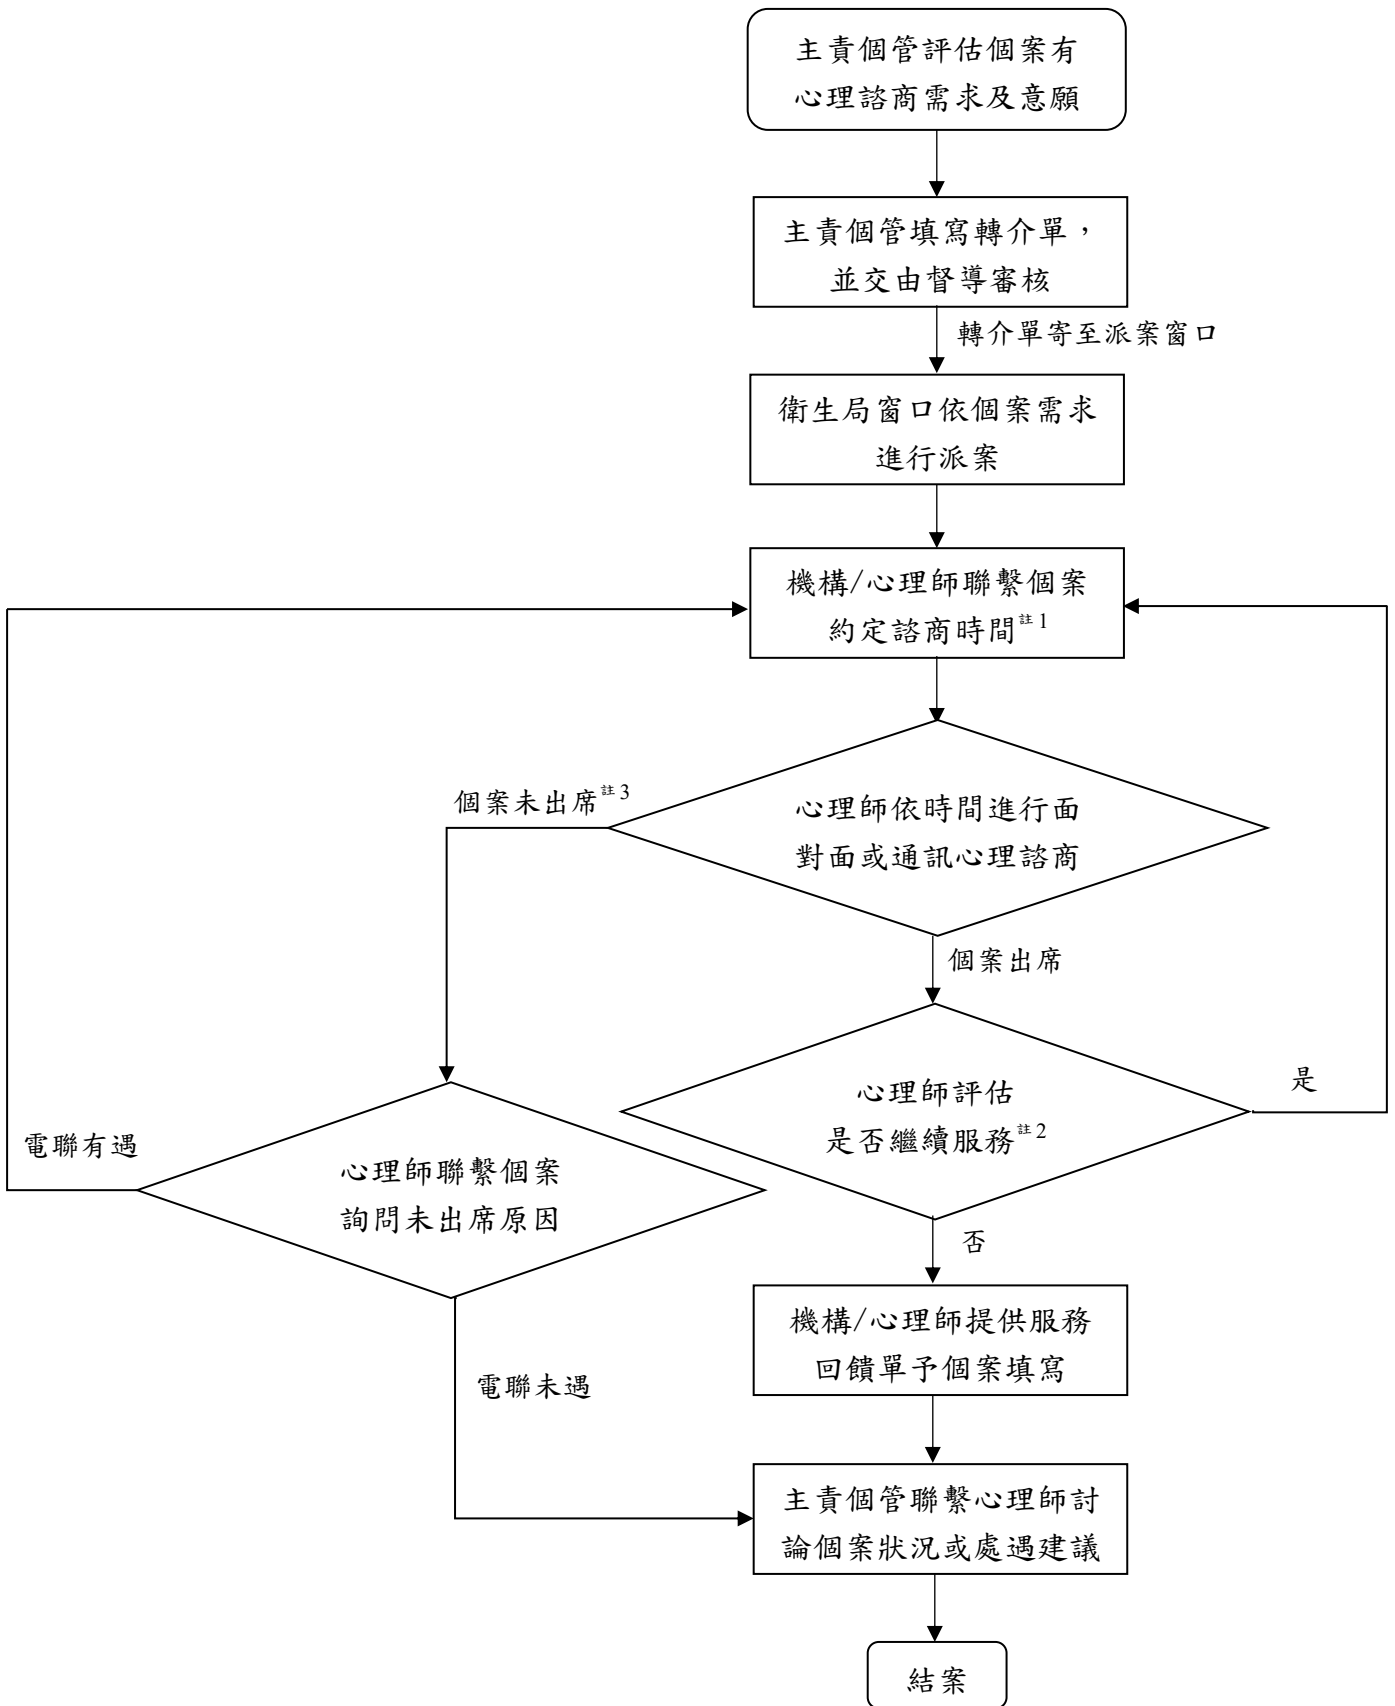 主責個管評估個案有
心理諮商需求及意願
主責個管填寫轉介單，
並交由督導審核
轉介單寄至派案窗口
衛生局窗口依個案需求
進行派案
機構/心理師聯繫個案
約定諮商時間註1
個案未出席註3
心理師依時間進行面
對面或通訊心理諮商
個案出席
心理師評估
是否繼續服務註2
是
電聯有遇
心理師聯繫個案
詢問未出席原因
否
機構/心理師提供服務
回饋單予個案填寫
電聯未遇
主責個管聯繫心理師討
論個案狀況或處遇建議
結案